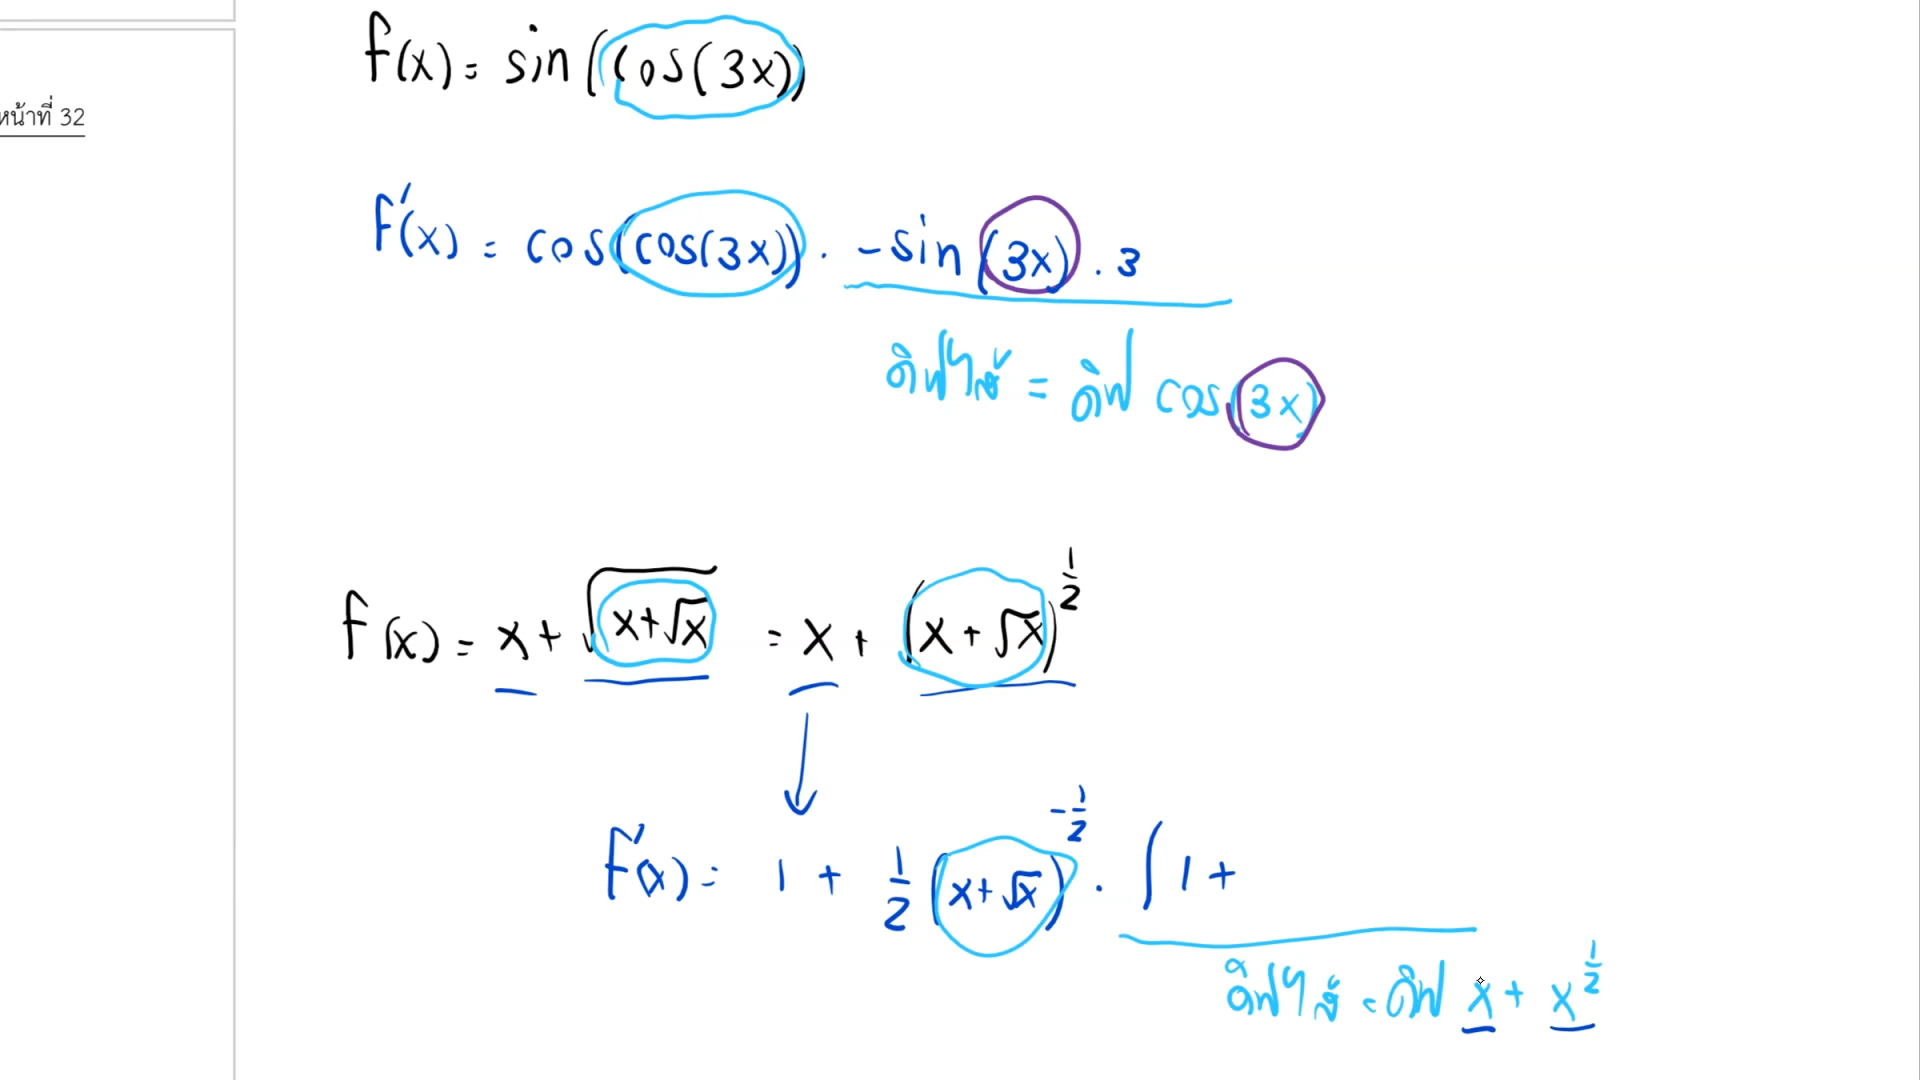 f(x) = sin(cos(3x))
หน้าที่ 32
f'(x) = cos(cos(3x)) · -sin(3x) · 3
ดิฟไส้ = ดิฟ cos(3x)
f(x) = x + √(x+√x) = x + (x+√x)^(1/2)
f'(x) = 1 + 1/2 (x+√x)^(-1/2) · (1 +
ดิฟไส้ = ดิฟ x + x^(1/2)